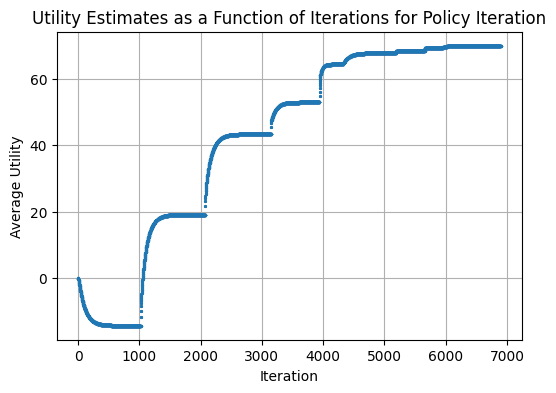 Utility Estimates as a Function of Iterations for Policy Iteration
Average Utility
60
40
20
0
0 1000 2000 3000 4000 5000 6000 7000
Iteration